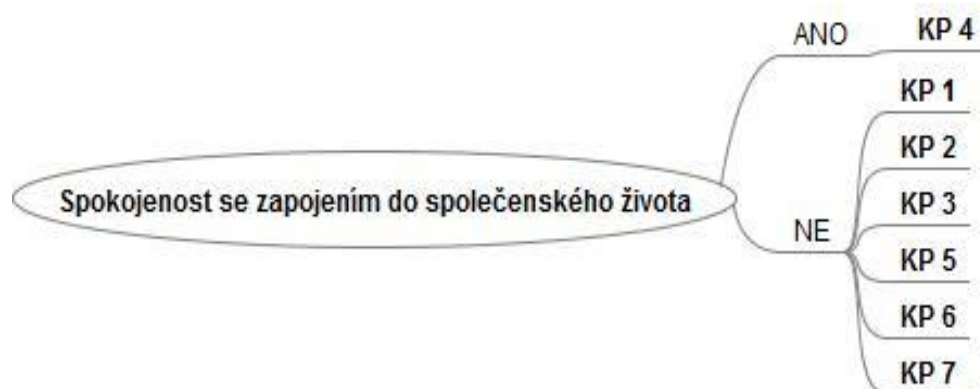 Spokojenost se zapojením do společenského života
ANO
KP 4
NE
KP 1
KP 2
KP 3
KP 5
KP 6
KP 7